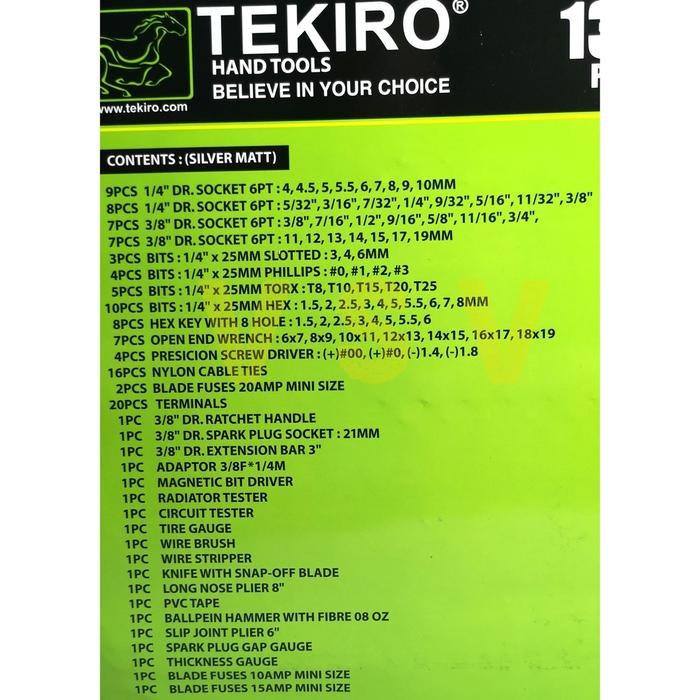 TEKIRO®
HAND TOOLS
BELIEVE IN YOUR CHOICE
www.tekiro.com
CONTENTS : (SILVER MATT)
9PCS 1/4" DR. SOCKET 6PT : 4, 4.5, 5, 5.5, 6, 7, 8, 9, 10MM
8PCS 1/4" DR. SOCKET 6PT : 5/32", 3/16", 7/32", 1/4", 9/32", 5/16", 11/32", 3/8"
7PCS 3/8" DR. SOCKET 6PT : 3/8", 7/16", 1/2", 9/16", 5/8", 11/16", 3/4",
7PCS 3/8" DR. SOCKET 6PT : 11, 12, 13, 14, 15, 17, 19MM
3PCS BITS : 1/4" x 25MM SLOTTED : 3, 4, 6MM
4PCS BITS : 1/4" x 25MM PHILLIPS : #0, #1, #2, #3
5PCS BITS : 1/4" x 25MM TORX : T8, T10, T15, T20, T25
10PCS BITS : 1/4" x 25MM HEX : 1.5, 2, 2.5, 3, 4, 5, 5.5, 6, 7, 8MM
8PCS HEX KEY WITH 8 HOLE : 1.5, 2, 2.5, 3, 4, 5, 5.5, 6
7PCS OPEN END WRENCH : 6x7, 8x9, 10x11, 12x13, 14x15, 16x17, 18x19
4PCS PRESICION SCREW DRIVER : (+)#00, (+)#0, (-)1.4, (-)1.8
16PCS NYLON CABLE TIES
2PCS BLADE FUSES 20AMP MINI SIZE
20PCS TERMINALS
1PC 3/8" DR. RATCHET HANDLE
1PC 3/8" DR. SPARK PLUG SOCKET : 21MM
1PC 3/8" DR. EXTENSION BAR 3"
1PC ADAPTOR 3/8F*1/4M
1PC MAGNETIC BIT DRIVER
1PC RADIATOR TESTER
1PC CIRCUIT TESTER
1PC TIRE GAUGE
1PC WIRE BRUSH
1PC WIRE STRIPPER
1PC KNIFE WITH SNAP-OFF BLADE
1PC LONG NOSE PLIER 8"
1PC PVC TAPE
1PC BALLPEIN HAMMER WITH FIBRE 08 OZ
1PC SLIP JOINT PLIER 6"
1PC SPARK PLUG GAP GAUGE
1PC THICKNESS GAUGE
1PC BLADE FUSES 10AMP MINI SIZE
1PC BLADE FUSES 15AMP MINI SIZE